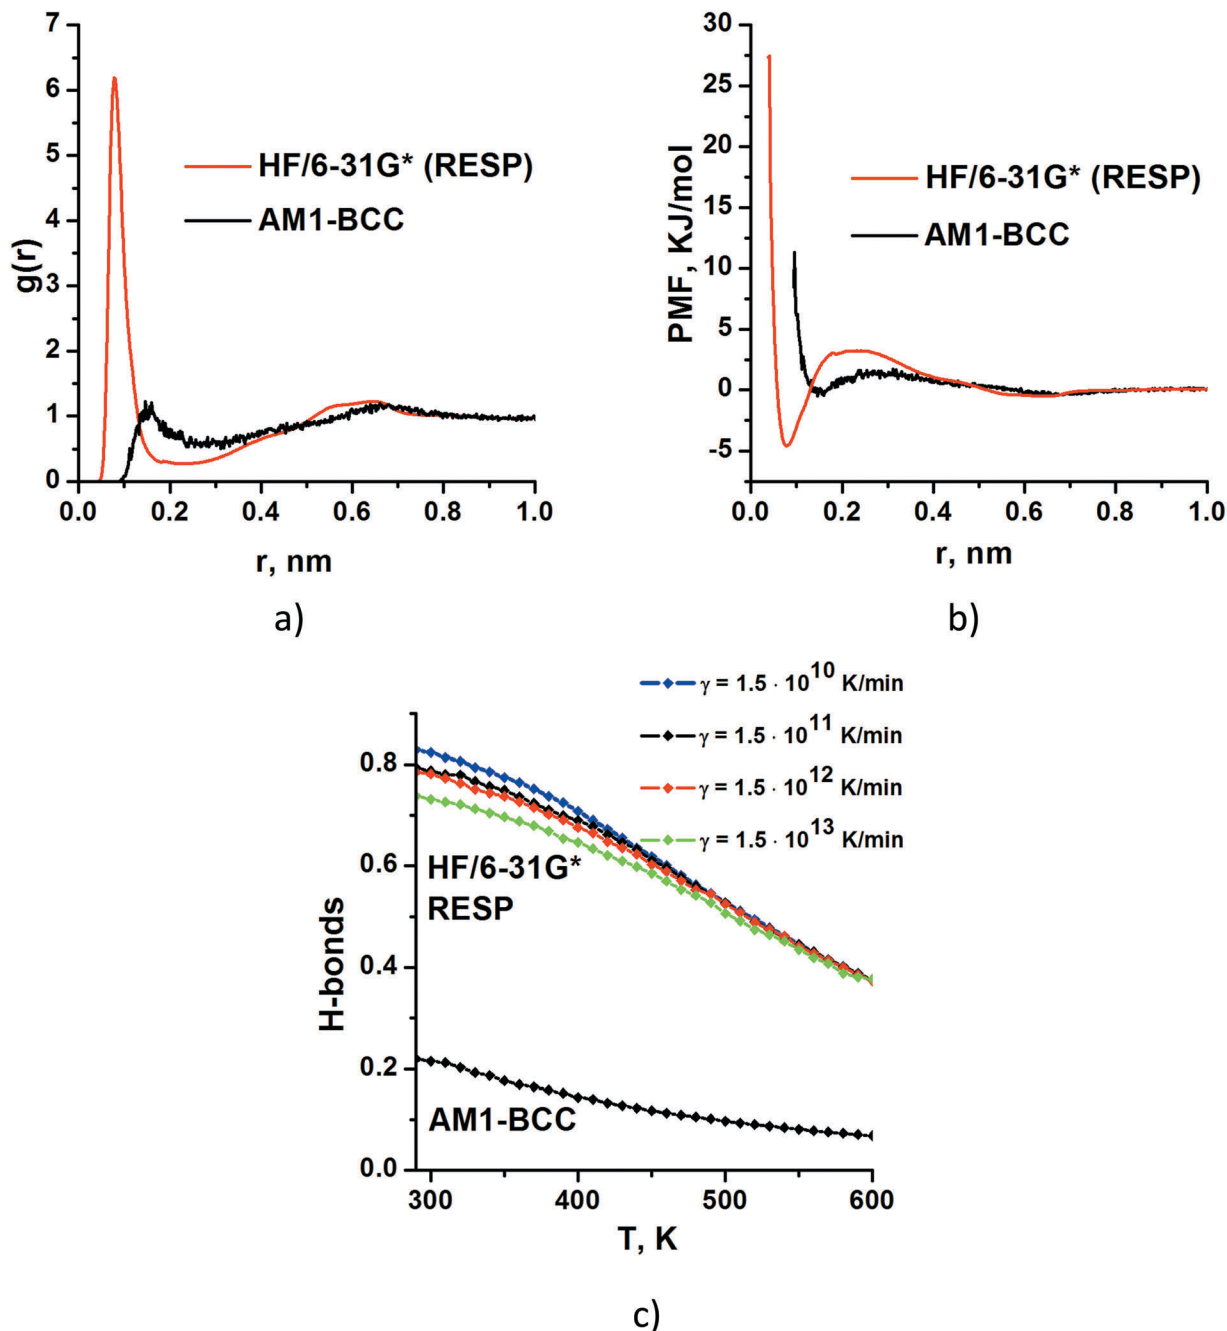 7
6
5
4
3
2
1
0
g(r)
HF/6-31G* (RESP)
AM1-BCC
0.0 0.2 0.4 0.6 0.8 1.0
r, nm
a)
30
25
20
15
10
5
0
-5
PMF, KJ/mol
HF/6-31G* (RESP)
AM1-BCC
0.0 0.2 0.4 0.6 0.8 1.0
r, nm
b)
γ = 1.5 · 10^10 K/min
γ = 1.5 · 10^11 K/min
γ = 1.5 · 10^12 K/min
γ = 1.5 · 10^13 K/min
0.8
0.6
0.4
0.2
0.0
H-bonds
HF/6-31G*
RESP
AM1-BCC
300 400 500 600
T, K
c)